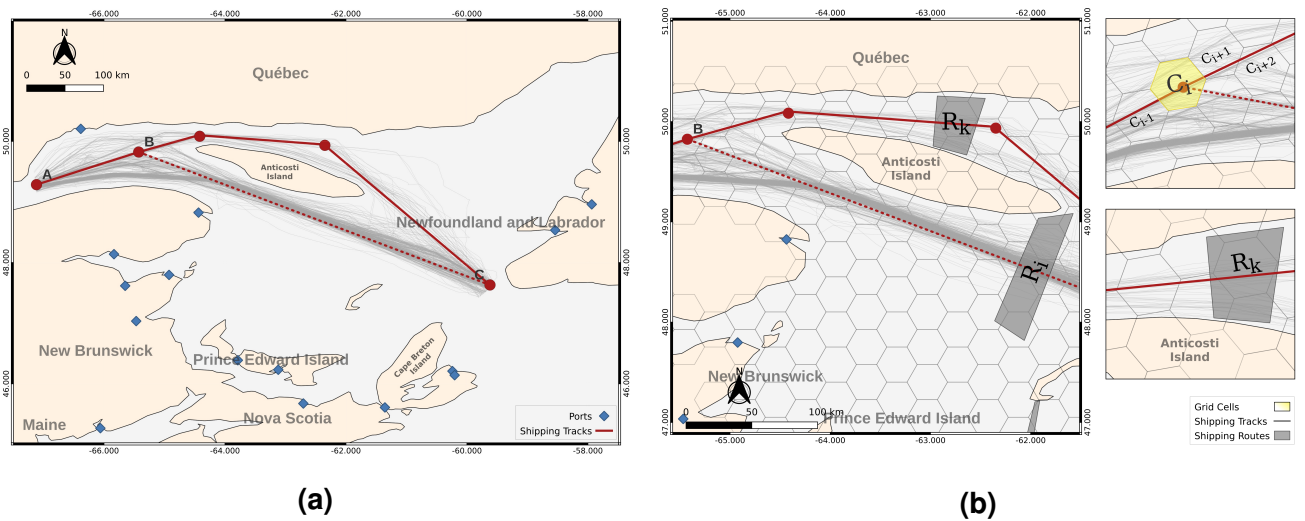 -66.000 -64.000 -62.000 -60.000
N
0 50 100 km
Québec
50.000 50.000
B
A
Anticosti
Island
Newfoundland and Labrador
48.000 48.000
C
New Brunswick
Prince Edward Island
Cape Breton
Island
46.000 46.000
Maine
Nova Scotia
Ports
Shipping Tracks
-66.000 -64.000 -62.000 -60.000
(a)
-65.000 -64.000 -63.000 -62.000
51.000 51.000
Québec
50.000 50.000
B
Rk
Anticosti
Island
49.000 49.000
Ri
48.000 48.000
New Brunswick
N
0 50 100 km
Prince Edward Island
47.000 47.000
-65.000 -64.000 -63.000 -62.000
Ci
Ci+1
Ci+2
Ci-1
Rk
Anticosti
Island
Grid Cells
Shipping Tracks
Shipping Routes
(b)